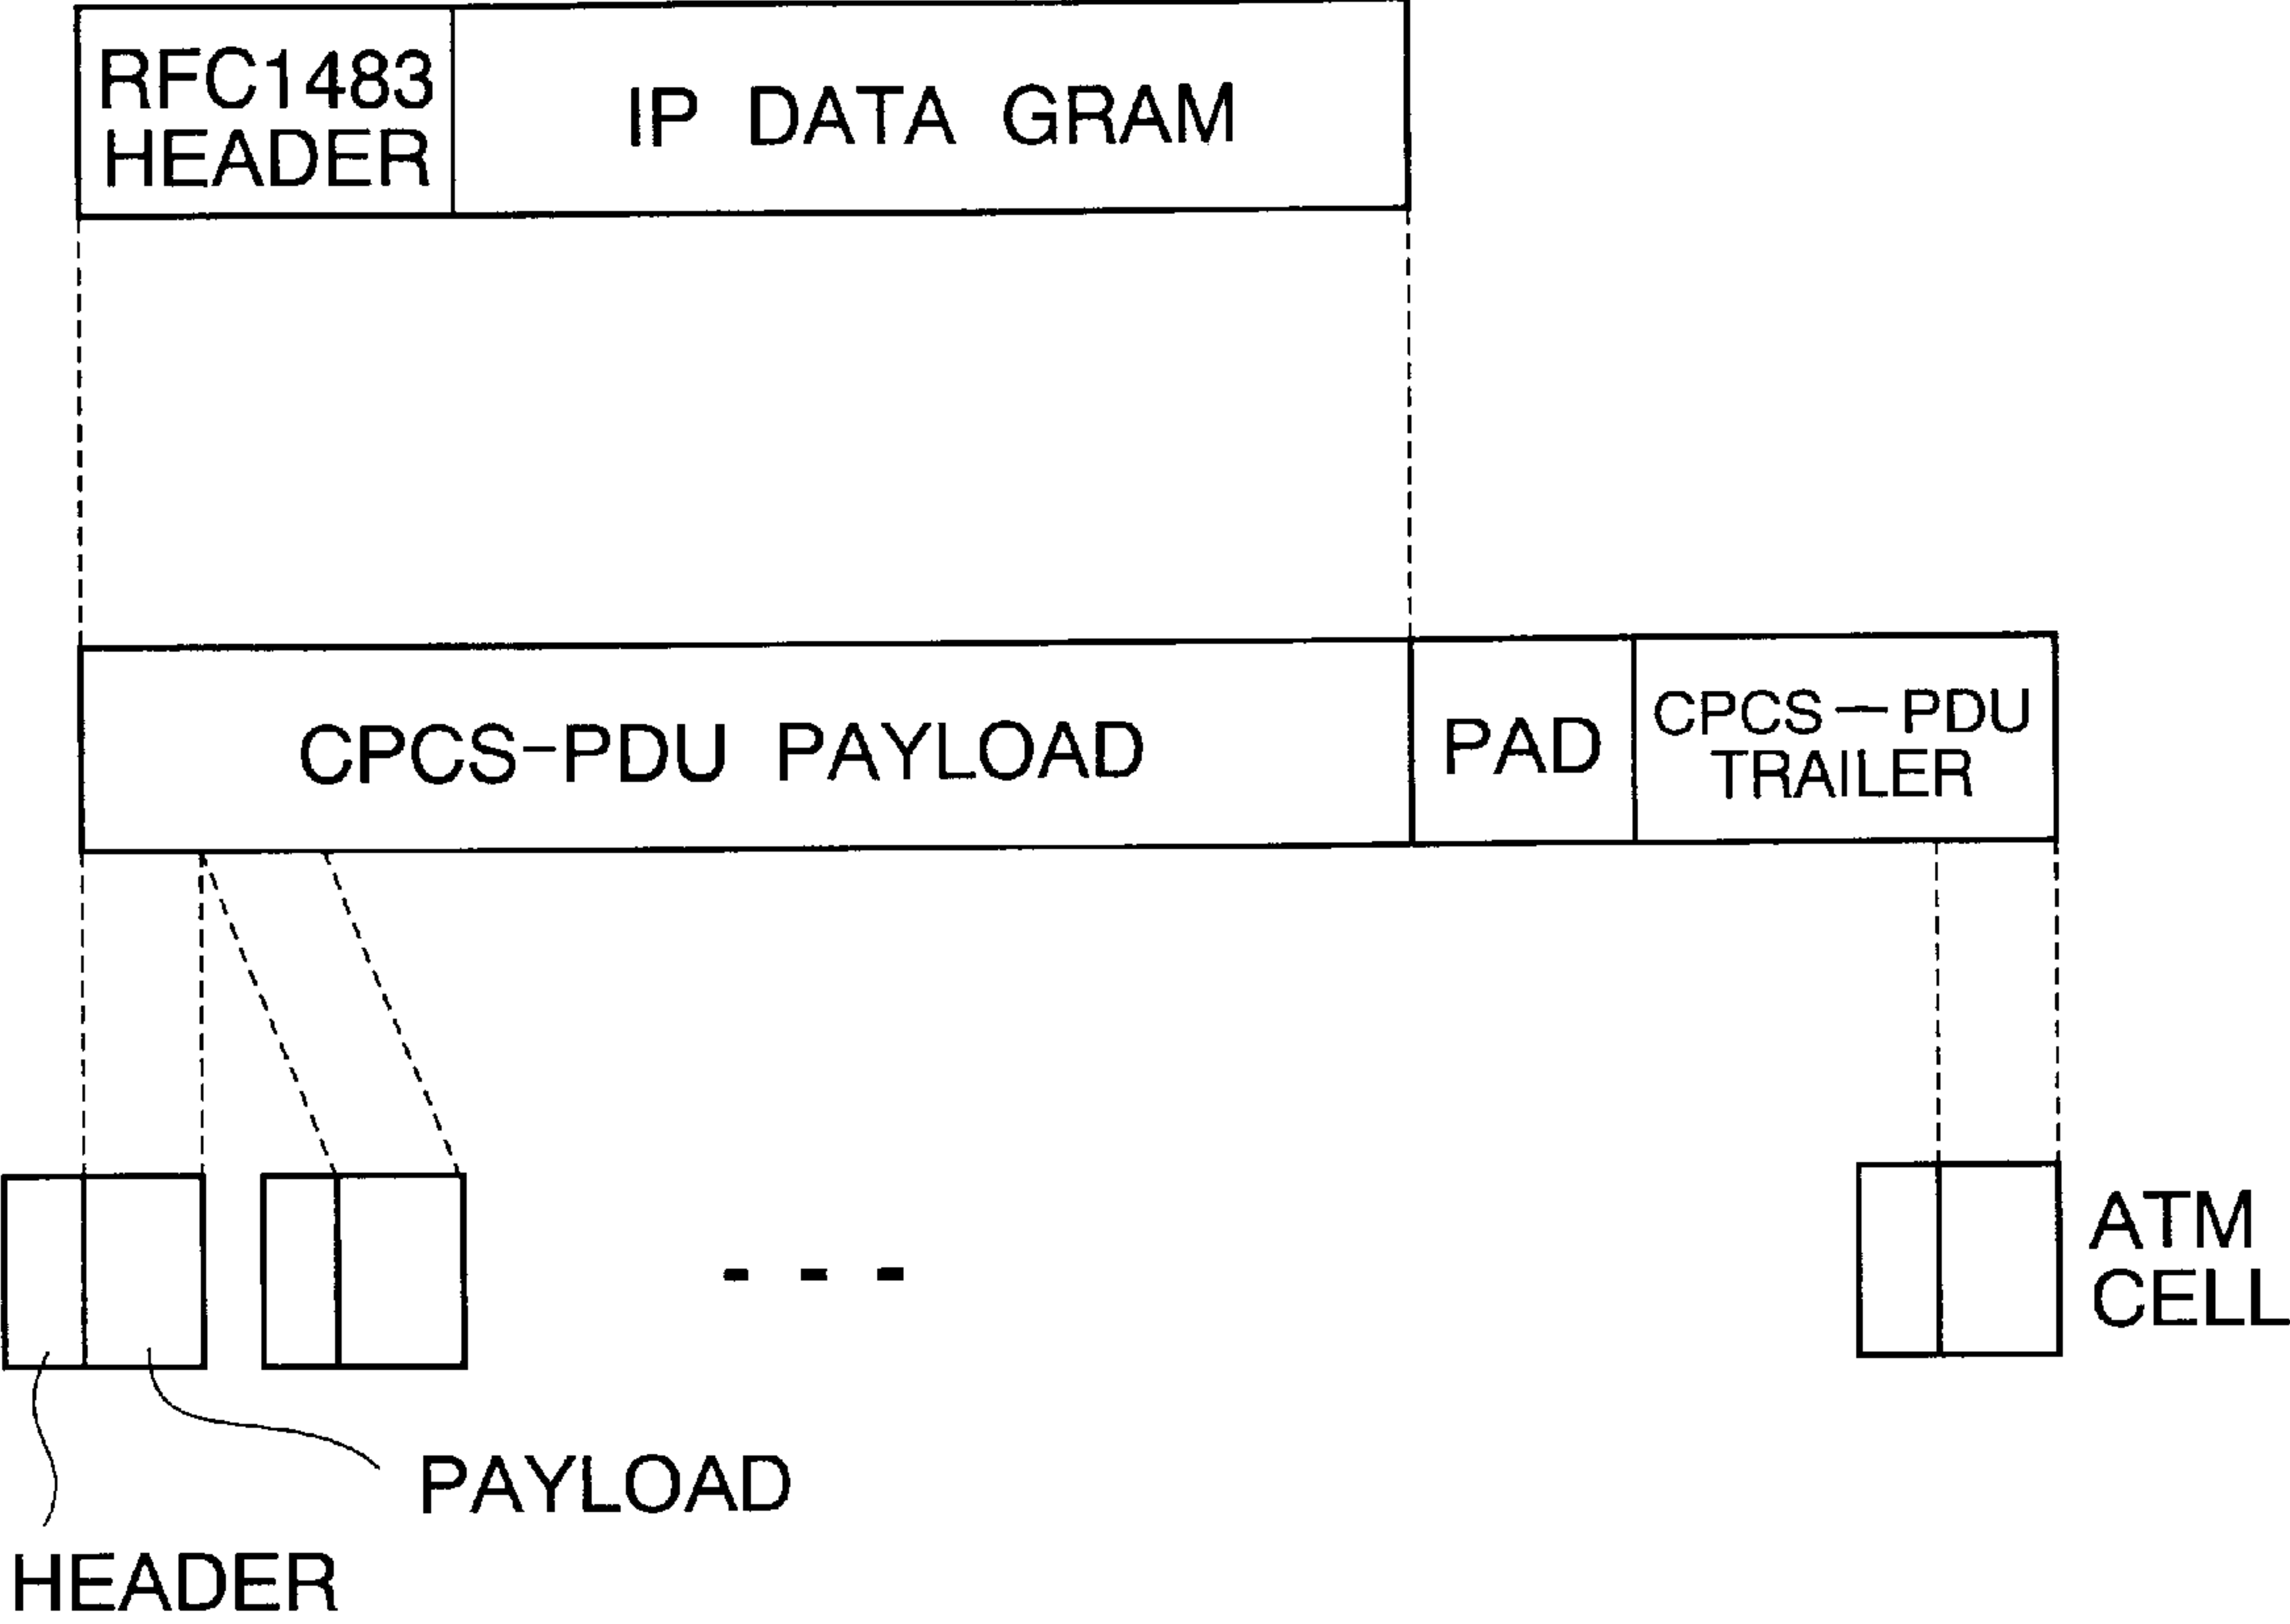 RFC1483
HEADER
IP DATA GRAM
CPCS-PDU PAYLOAD
PAD
CPCS-PDU
TRAILER
ATM
CELL
PAYLOAD
HEADER